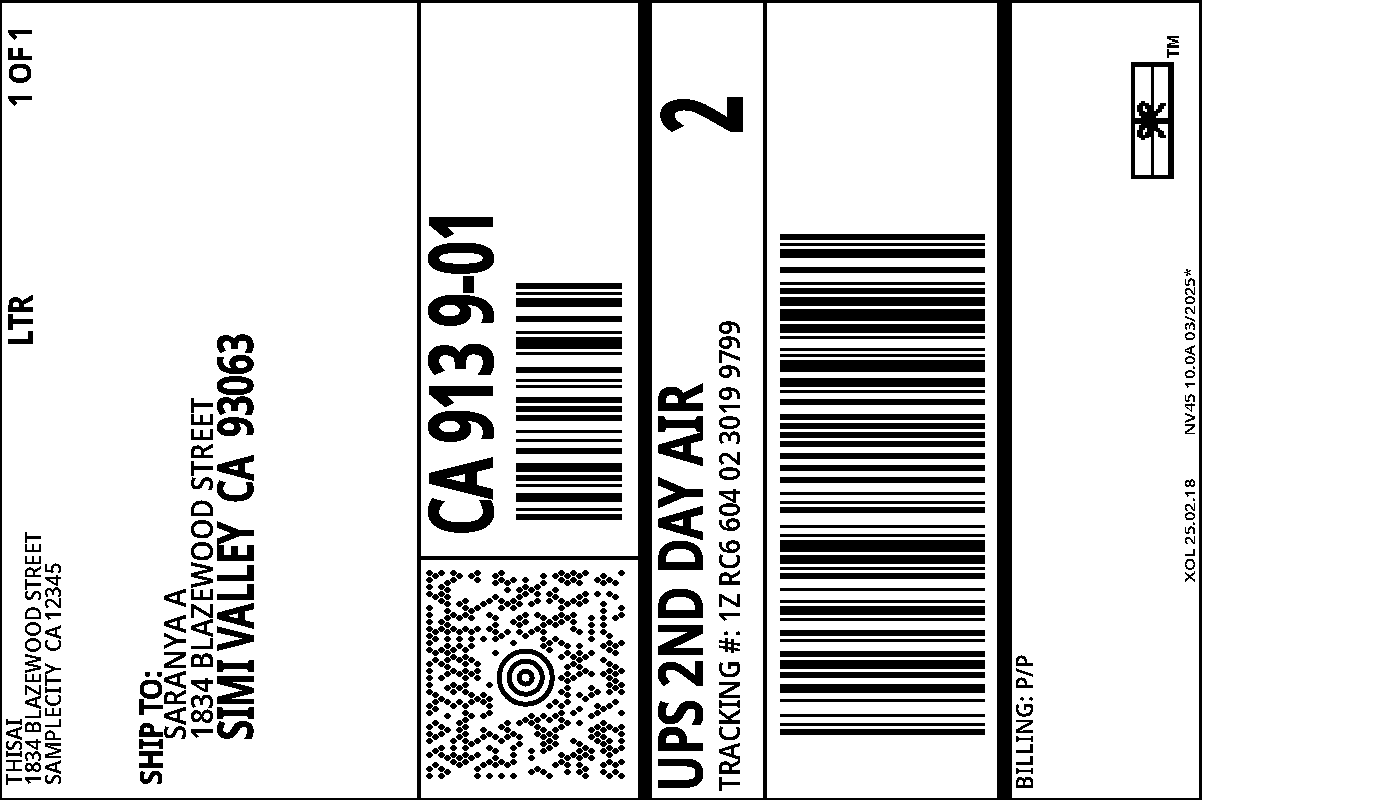 THISAI
1834 BLAZEWOOD STREET
SAMPLECITY CA 12345
LTR
1 OF 1
SHIP TO:
SARANYA A
1834 BLAZEWOOD STREET
SIMI VALLEY CA 93063
CA 913 9-01
UPS 2ND DAY AIR
TRACKING #: 1Z RC6 604 02 3019 9799
2
BILLING: P/P
XOL 25.02.18 NV45 10.0A 03/2025*
TM